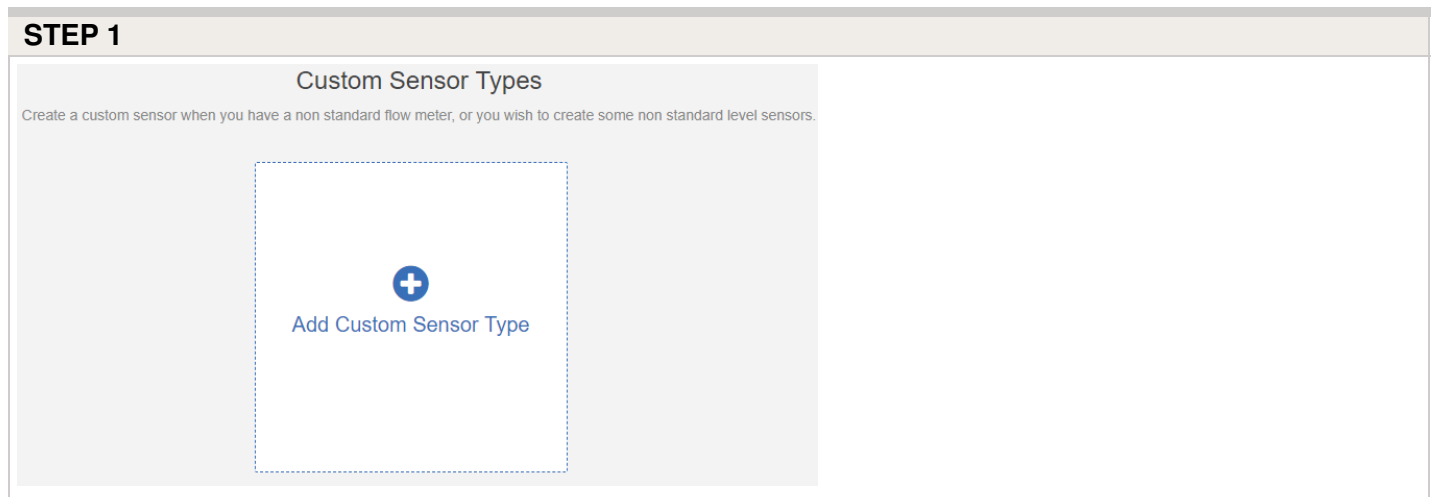 STEP 1
Custom Sensor Types
Create a custom sensor when you have a non standard flow meter, or you wish to create some non standard level sensors.
Add Custom Sensor Type